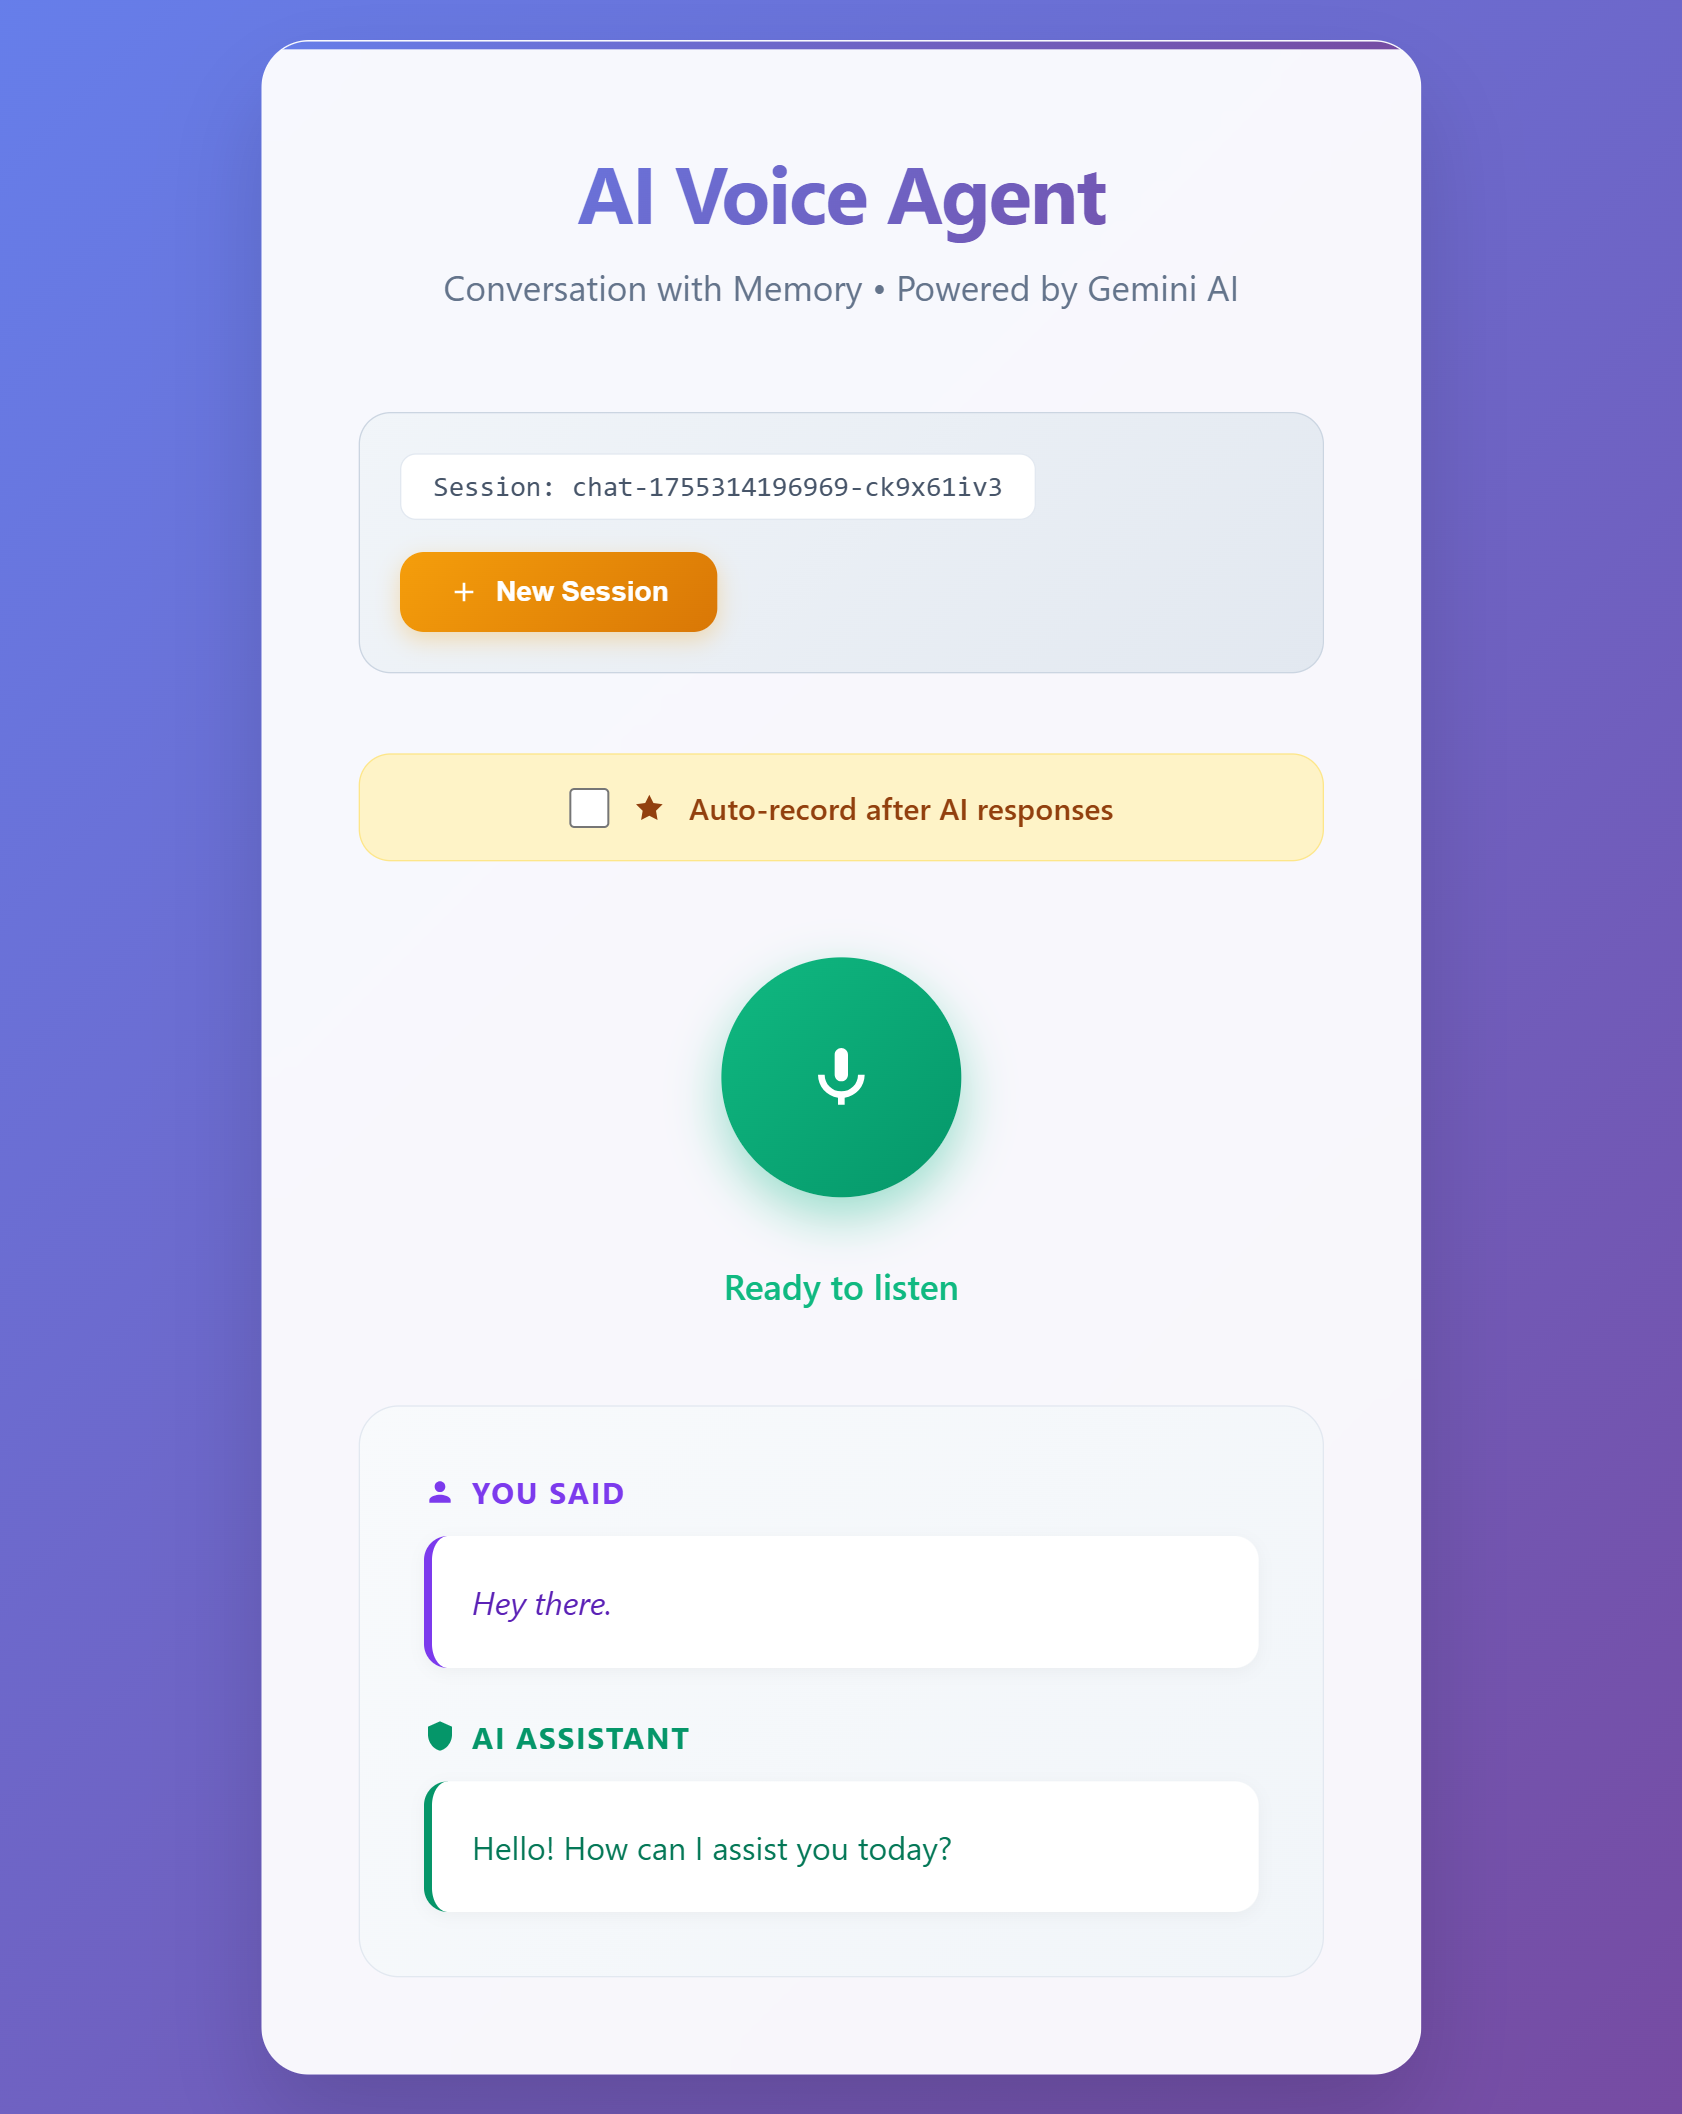 AI Voice Agent
Conversation with Memory • Powered by Gemini AI
Session: chat-1755314196969-ck9x61iv3
+ New Session
Auto-record after AI responses
Ready to listen
YOU SAID
Hey there.
AI ASSISTANT
Hello! How can I assist you today?